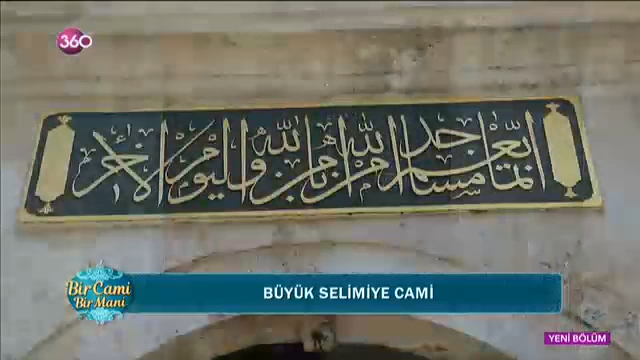 360
إنما يعمر مساجد الله من آمن بالله واليوم الآخر
Bir Cami
Bir Mani
BÜYÜK SELİMİYE CAMİ
YENİ BÖLÜM